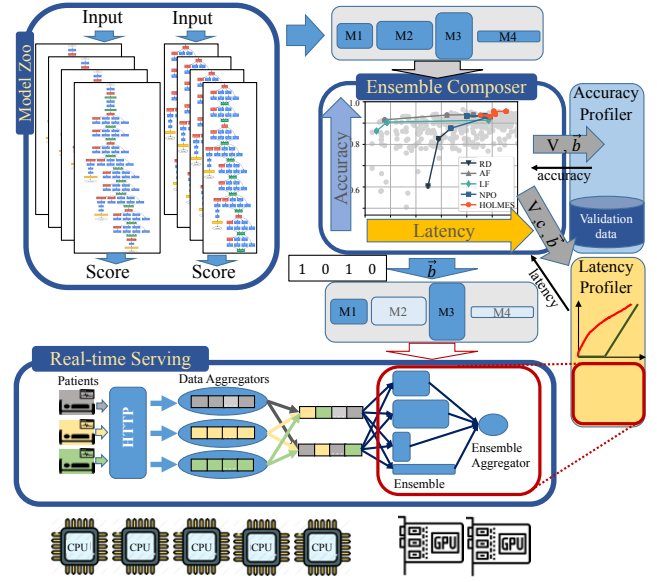 Input
Input
Model Zoo
Score
Score
M1
M2
M3
M4
Ensemble Composer
Accuracy
1.0
0.8
0.6
RD
AF
LF
NPO
HOLMES
Latency
Accuracy
Profiler
V, b⃗
accuracy
Validation
data
V, c, b⃗
latency
Latency
Profiler
1 0 1 0
b⃗
M1
M2
M3
M4
Real-time Serving
Patients
HTTP
Data Aggregators
Ensemble
Ensemble
Aggregator
CPU
CPU
CPU
CPU
CPU
GPU
GPU